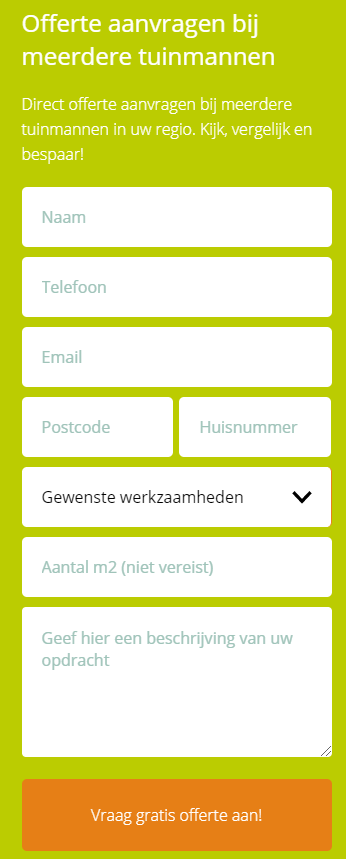 Offerte aanvragen bij
meerdere tuinmannen
Direct offerte aanvragen bij meerdere
tuinmannen in uw regio. Kijk, vergelijk en
bespaar!
Naam
Telefoon
Email
Postcode Huisnummer
Gewenste werkzaamheden
Aantal m2 (niet vereist)
Geef hier een beschrijving van uw
opdracht
Vraag gratis offerte aan!